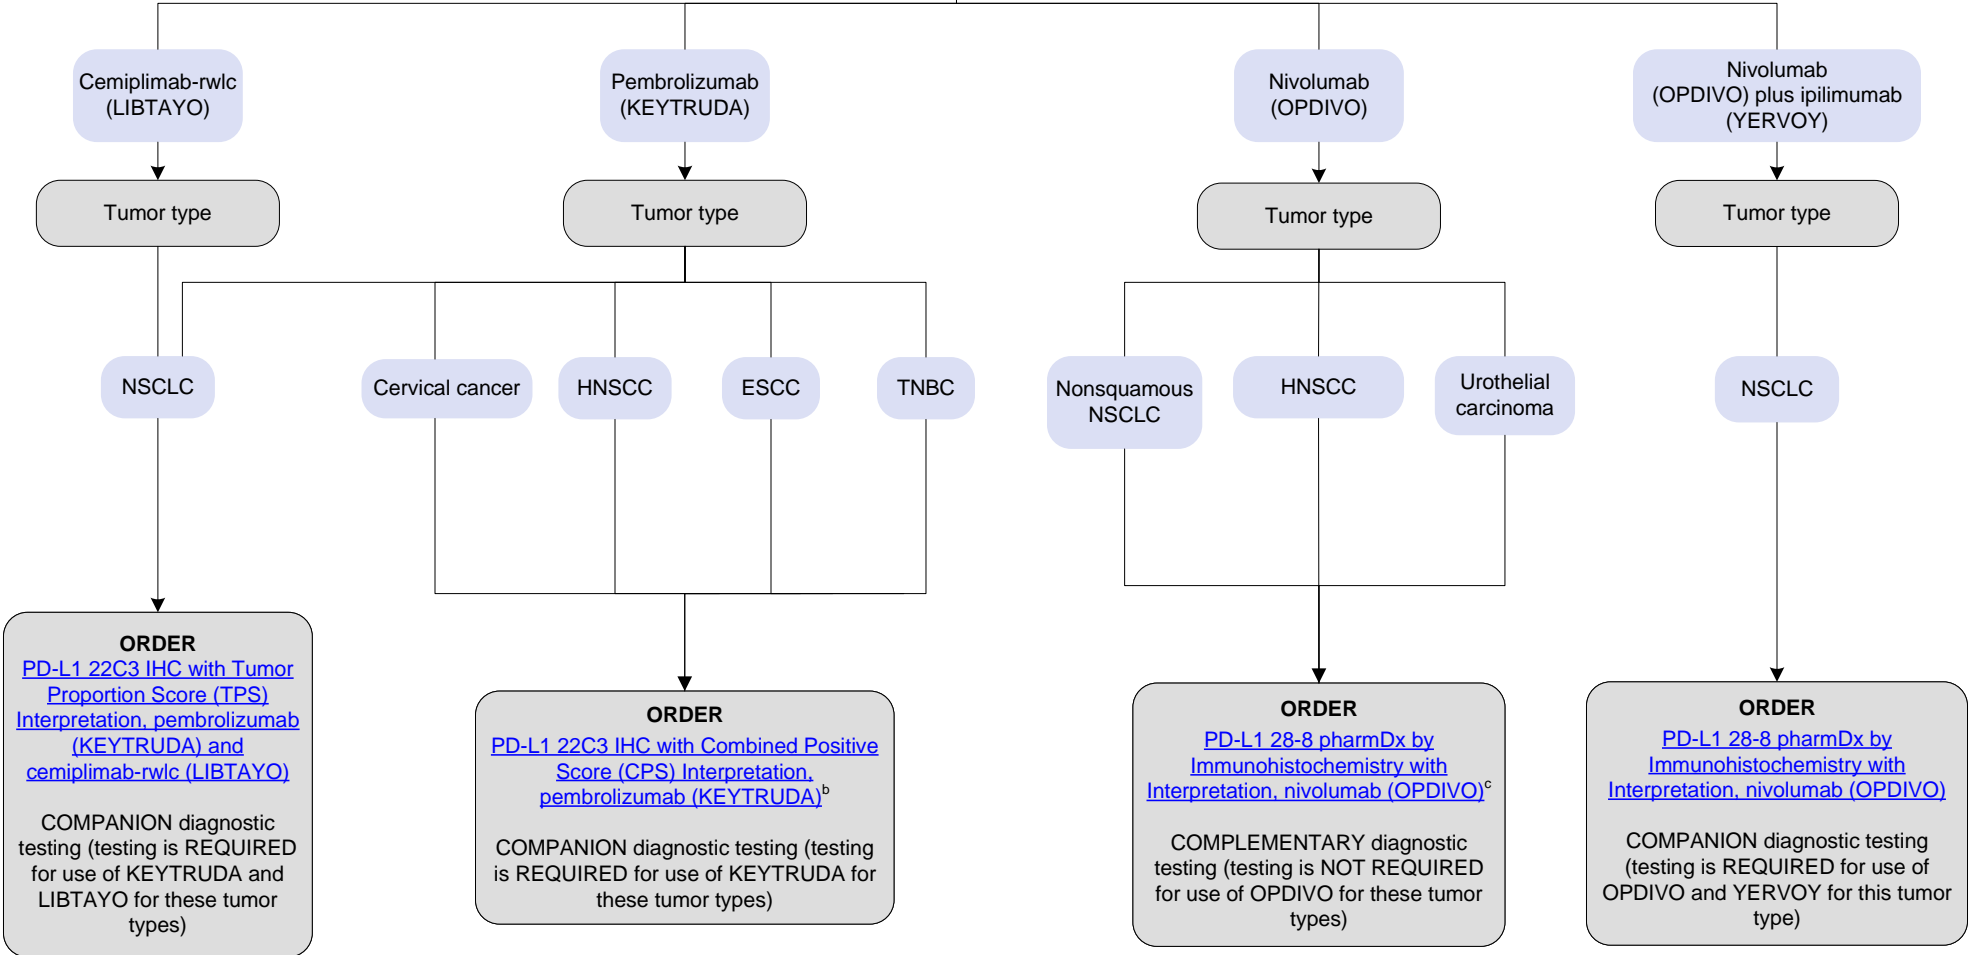 Cemiplimab-rwlc
(LIBTAYO)
Pembrolizumab
(KEYTRUDA)
Nivolumab
(OPDIVO)
Nivolumab
(OPDIVO) plus ipilimumab
(YERVOY)
Tumor type
Tumor type
Tumor type
Tumor type
NSCLC
Cervical cancer
HNSCC
ESCC
TNBC
Nonsquamous
NSCLC
HNSCC
Urothelial
carcinoma
NSCLC
ORDER
PD-L1 22C3 IHC with Tumor
Proportion Score (TPS)
Interpretation, pembrolizumab
(KEYTRUDA) and
cemiplimab-rwlc (LIBTAYO)
COMPANION diagnostic
testing (testing is REQUIRED
for use of KEYTRUDA and
LIBTAYO for these tumor
types)
ORDER
PD-L1 22C3 IHC with Combined Positive
Score (CPS) Interpretation,
pembrolizumab (KEYTRUDA)b
COMPANION diagnostic testing (testing
is REQUIRED for use of KEYTRUDA for
these tumor types)
ORDER
PD-L1 28-8 pharmDx by
Immunohistochemistry with
Interpretation, nivolumab (OPDIVO)c
COMPLEMENTARY diagnostic
testing (testing is NOT REQUIRED
for use of OPDIVO for these tumor
types)
ORDER
PD-L1 28-8 pharmDx by
Immunohistochemistry with
Interpretation, nivolumab (OPDIVO)
COMPANION diagnostic testing
(testing is REQUIRED for use of
OPDIVO and YERVOY for this tumor
type)